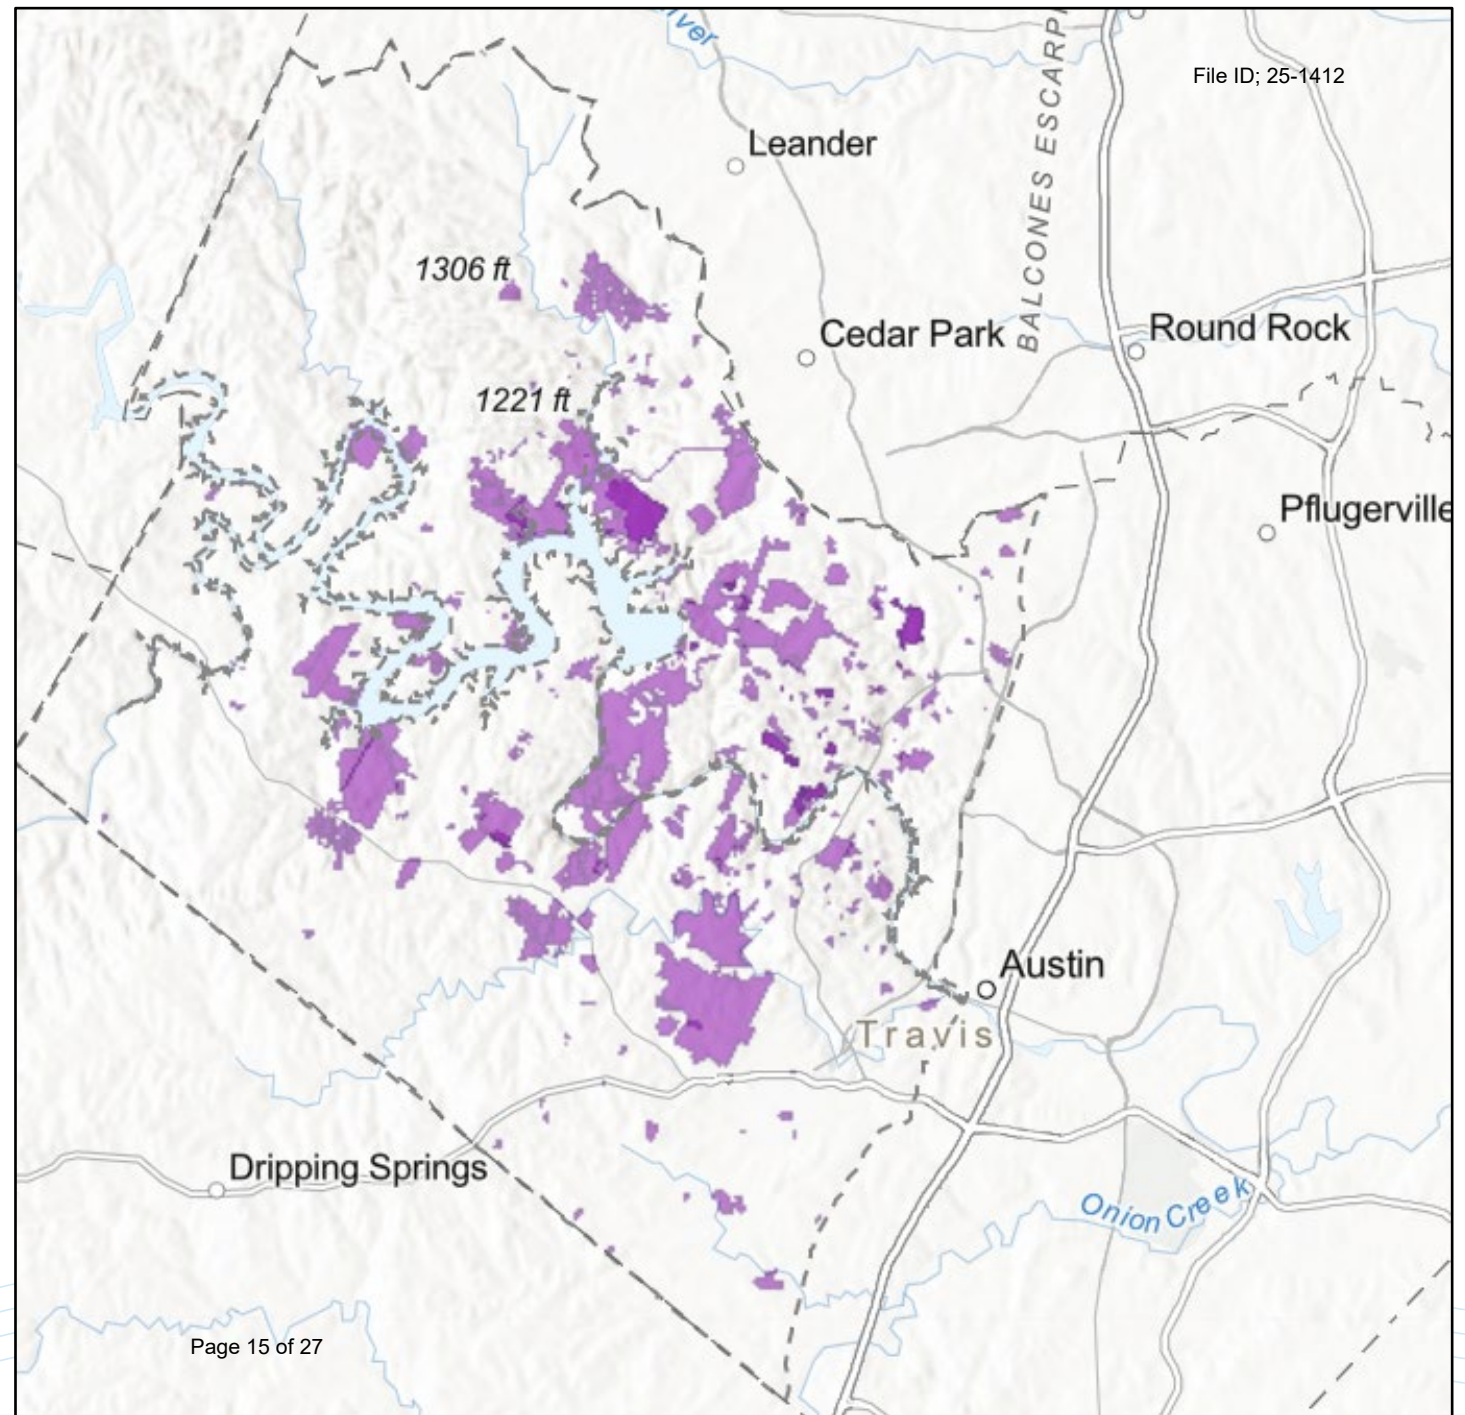 File ID; 25-1412
BALCONES ESCARP
Leander
1306 ft
Cedar Park
Round Rock
1221 ft
Pflugerville
Austin
Travis
Dripping Springs
Onion Creek
Page 15 of 27